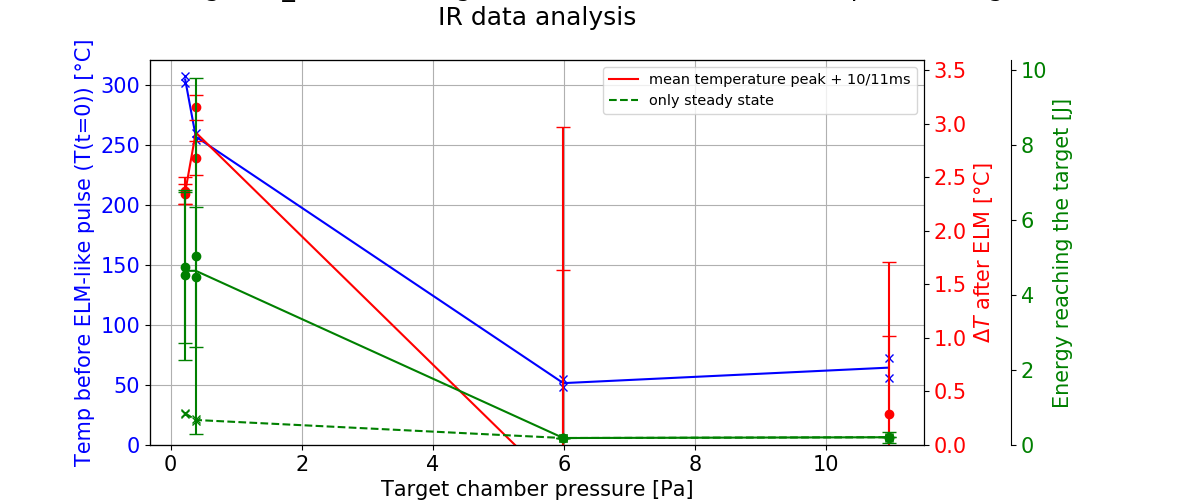 IR data analysis
mean temperature peak + 10/11ms
only steady state
Temp before ELM-like pulse (T(t=0)) [°C]
300
250
200
150
100
50
0
3.5
3.0
2.5
2.0
1.5
1.0
0.5
0.0
ΔT after ELM [°C]
10
8
6
4
2
0
Energy reaching the target [J]
0 2 4 6 8 10
Target chamber pressure [Pa]